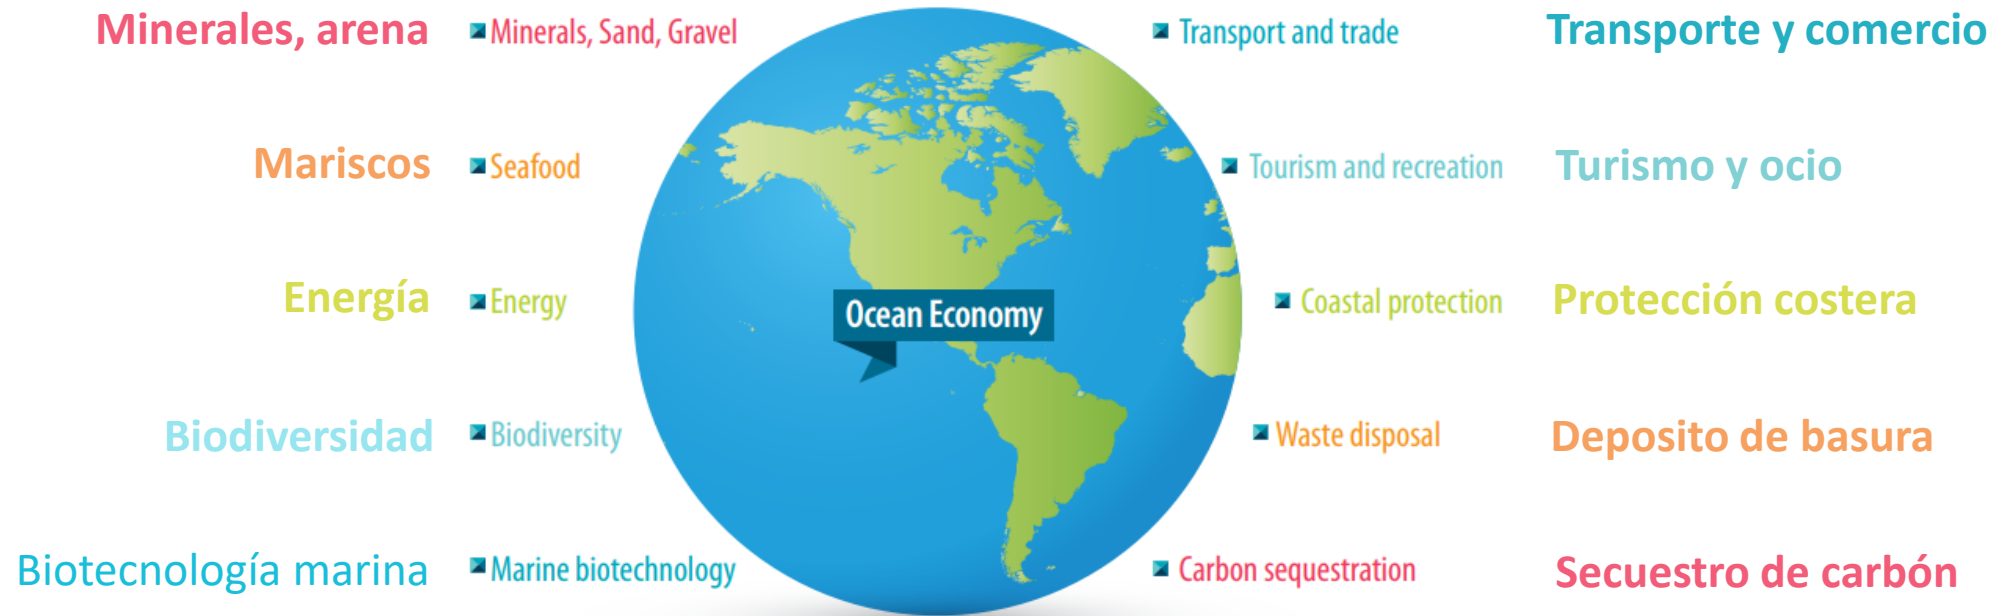 Minerales, arena
Minerals, Sand, Gravel
Transport and trade
Transporte y comercio
Mariscos
Seafood
Tourism and recreation
Turismo y ocio
Energía
Energy
Ocean Economy
Coastal protection
Protección costera
Biodiversidad
Biodiversity
Waste disposal
Deposito de basura
Biotecnología marina
Marine biotechnology
Carbon sequestration
Secuestro de carbón